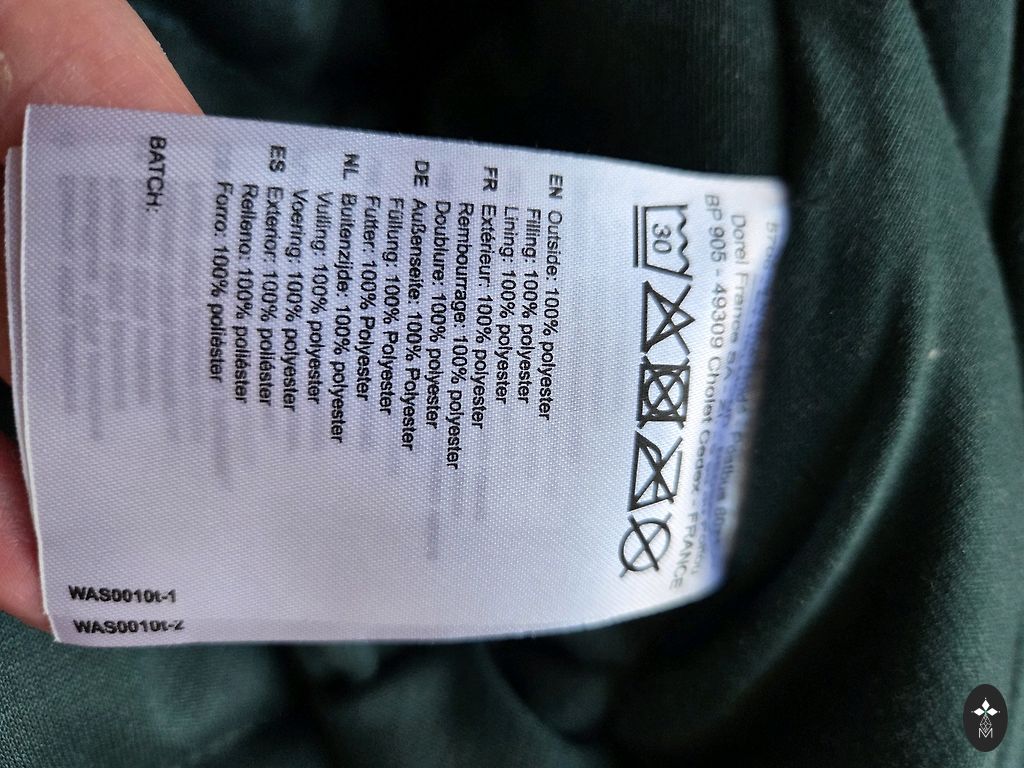 Dorel France SA
BP 905 - 49309 Cholet Cedex - FRANCE
30
EN Outside: 100% polyester
Filling: 100% polyester
Lining: 100% polyester
FR Extérieur: 100% polyester
Rembourrage: 100% polyester
Doublure: 100% polyester
DE Außenseite: 100% Polyester
Füllung: 100% Polyester
Futter: 100% Polyester
NL Buitenzijde: 100% polyester
Vulling: 100% polyester
Voering: 100% polyester
ES Exterior: 100% poliéster
Relleno: 100% poliéster
Forro: 100% poliéster
BATCH:
WAS0010t-1
WAS0010t-2
M